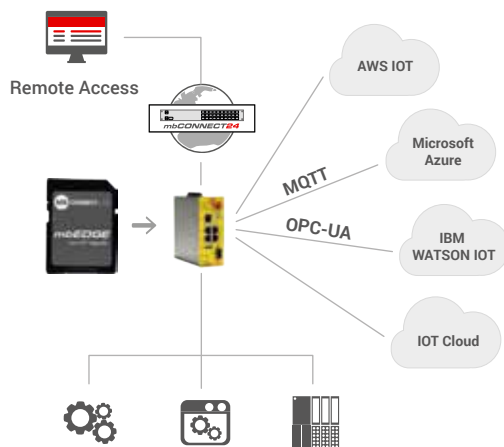 Remote Access
mbCONNECT24
AWS IOT
Microsoft
Azure
MQTT
mbEDGE
OPC-UA
IBM
WATSON IOT
IOT Cloud